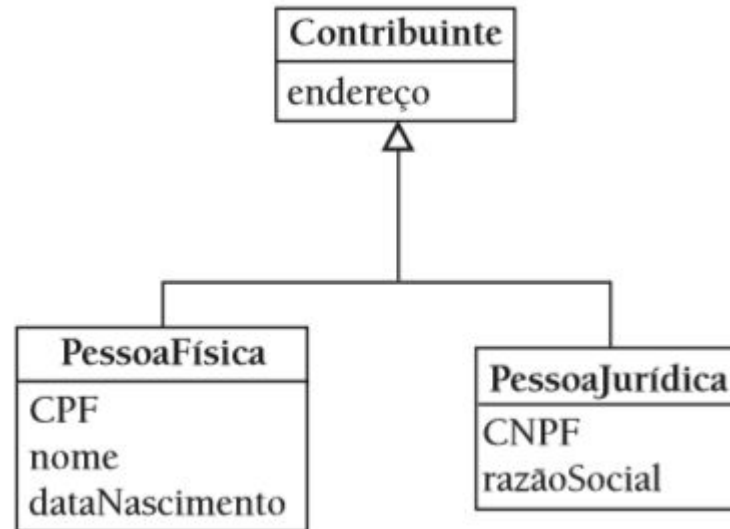 Contribuinte
endereço
PessoaFísica
CPF
nome
dataNascimento
PessoaJurídica
CNPF
razãoSocial